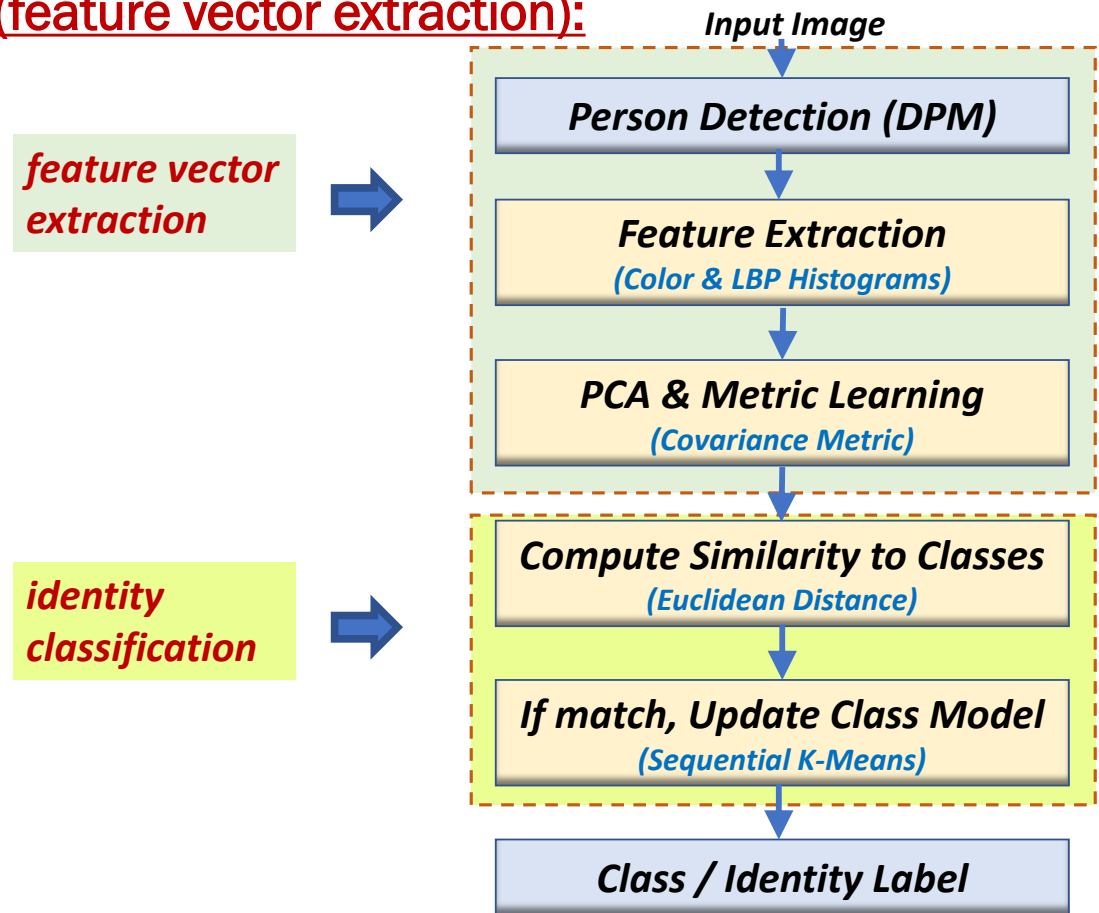 (feature vector extraction):
Input Image
Person Detection (DPM)
feature vector
extraction
Feature Extraction
(Color & LBP Histograms)
PCA & Metric Learning
(Covariance Metric)
identity
classification
Compute Similarity to Classes
(Euclidean Distance)
If match, Update Class Model
(Sequential K-Means)
Class / Identity Label